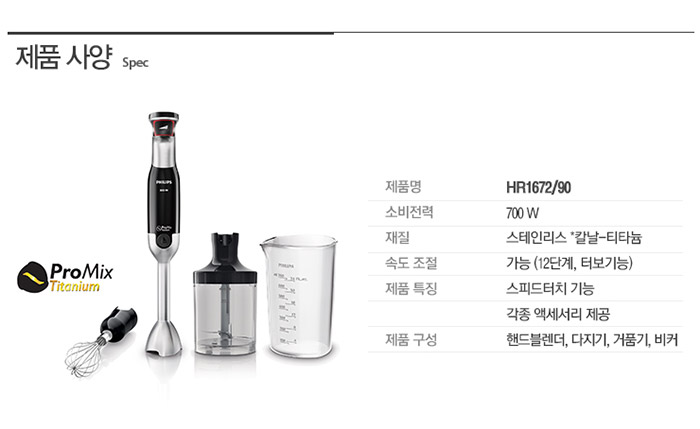 제품 사양 Spec
PHILIPS
ProMix
Titanium
제품명 HR1672/90
소비전력 700 W
재질 스테인리스 *칼날-티타늄
속도 조절 가능 (12단계, 터보기능)
제품 특징 스피드터치 기능
각종 액세서리 제공
제품 구성 핸드블렌더, 다지기, 거품기, 비커